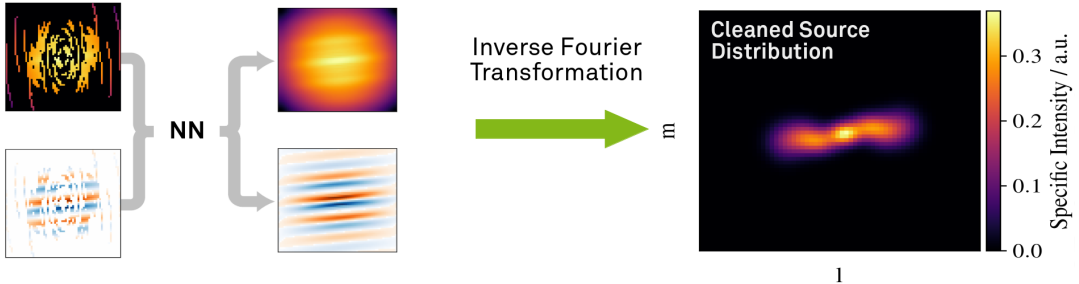 NN
Inverse Fourier
Transformation
Cleaned Source
Distribution
m
l
0.3
0.2
0.1
0.0
Specific Intensity / a.u.